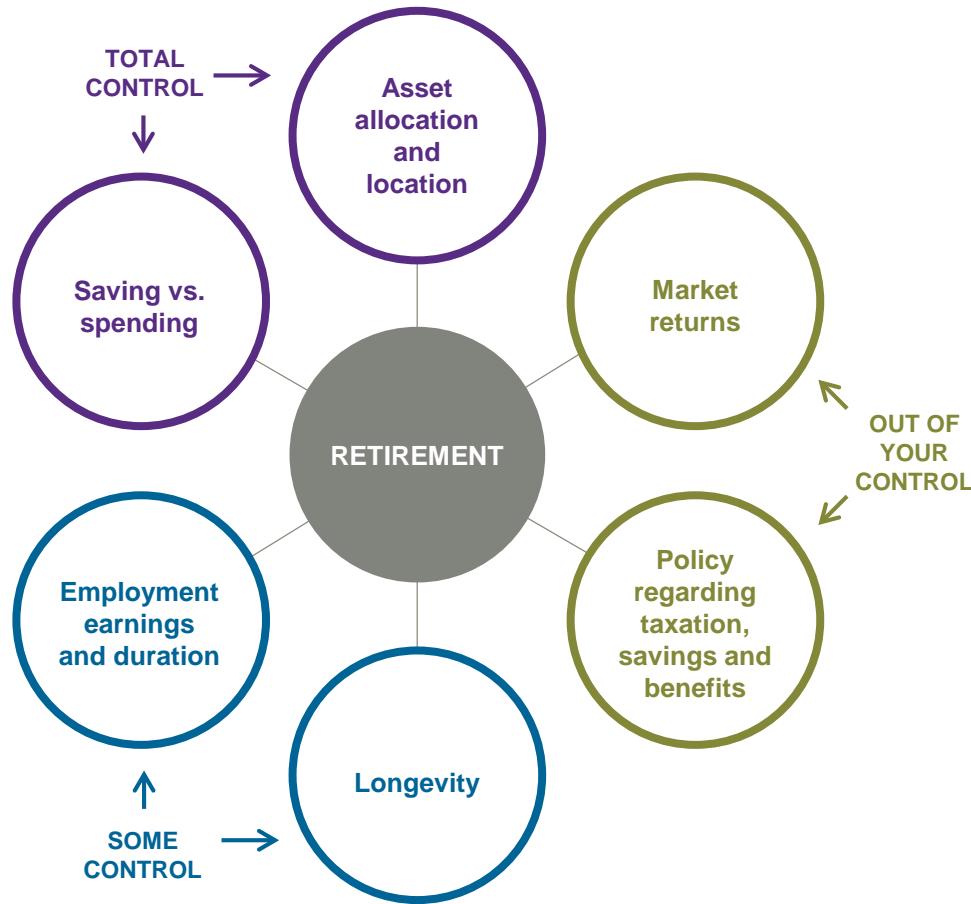 TOTAL
CONTROL
Asset
allocation
and
location
Saving vs.
spending
Market
returns
RETIREMENT
OUT OF
YOUR
CONTROL
Employment
earnings
and duration
Policy
regarding
taxation,
savings and
benefits
Longevity
SOME
CONTROL